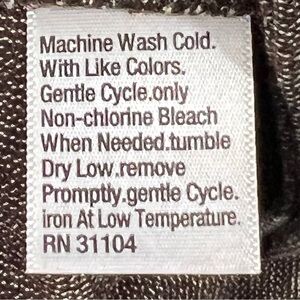 Machine Wash Cold.
With Like Colors.
Gentle Cycle.only
Non-chlorine Bleach
When Needed.tumble
Dry Low.remove
Promptly.gentle Cycle.
iron At Low Temperature.
RN 31104